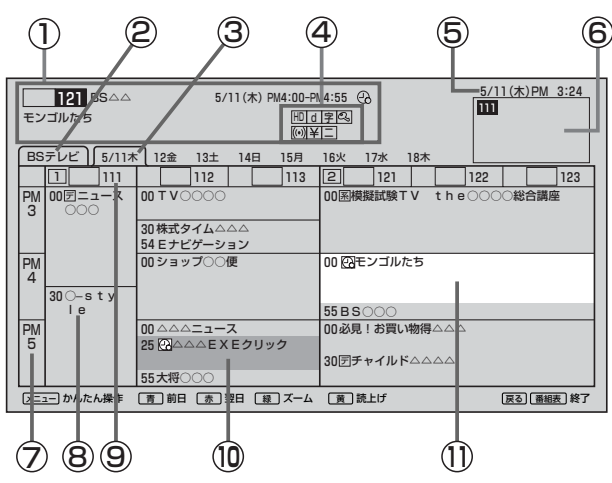 ① ② ③ ④ ⑤ ⑥
121 BS△△ 5/11(木) PM4:00-PM4:55
モンゴルたち
HD d 字
¥ 二
5/11(木)PM 3:24
111
BSテレビ 5/11木 12金 13土 14日 15月 16火 17水 18木
1 111 112 113 2 121 122 123
PM 3
00 デニュース
○○○
00 TV○○○○
30 株式タイム△△△
54 Eナビゲーション
00 模擬試験TV the○○○○総合講座
PM 4
30 ○-sty
le
00 ショップ○○便
00 モンゴルたち
55 BS○○○
PM 5
00 △△△ニュース
25 △△△EXEクリック
55 大将○○○
00 必見!お買い物得△△△
30 デチャイルド△△△△
メニュー かんたん操作 青 前日 赤 翌日 緑 ズーム 黄 読上げ 戻る 番組表 終了
⑦ ⑧ ⑨ ⑩ ⑪